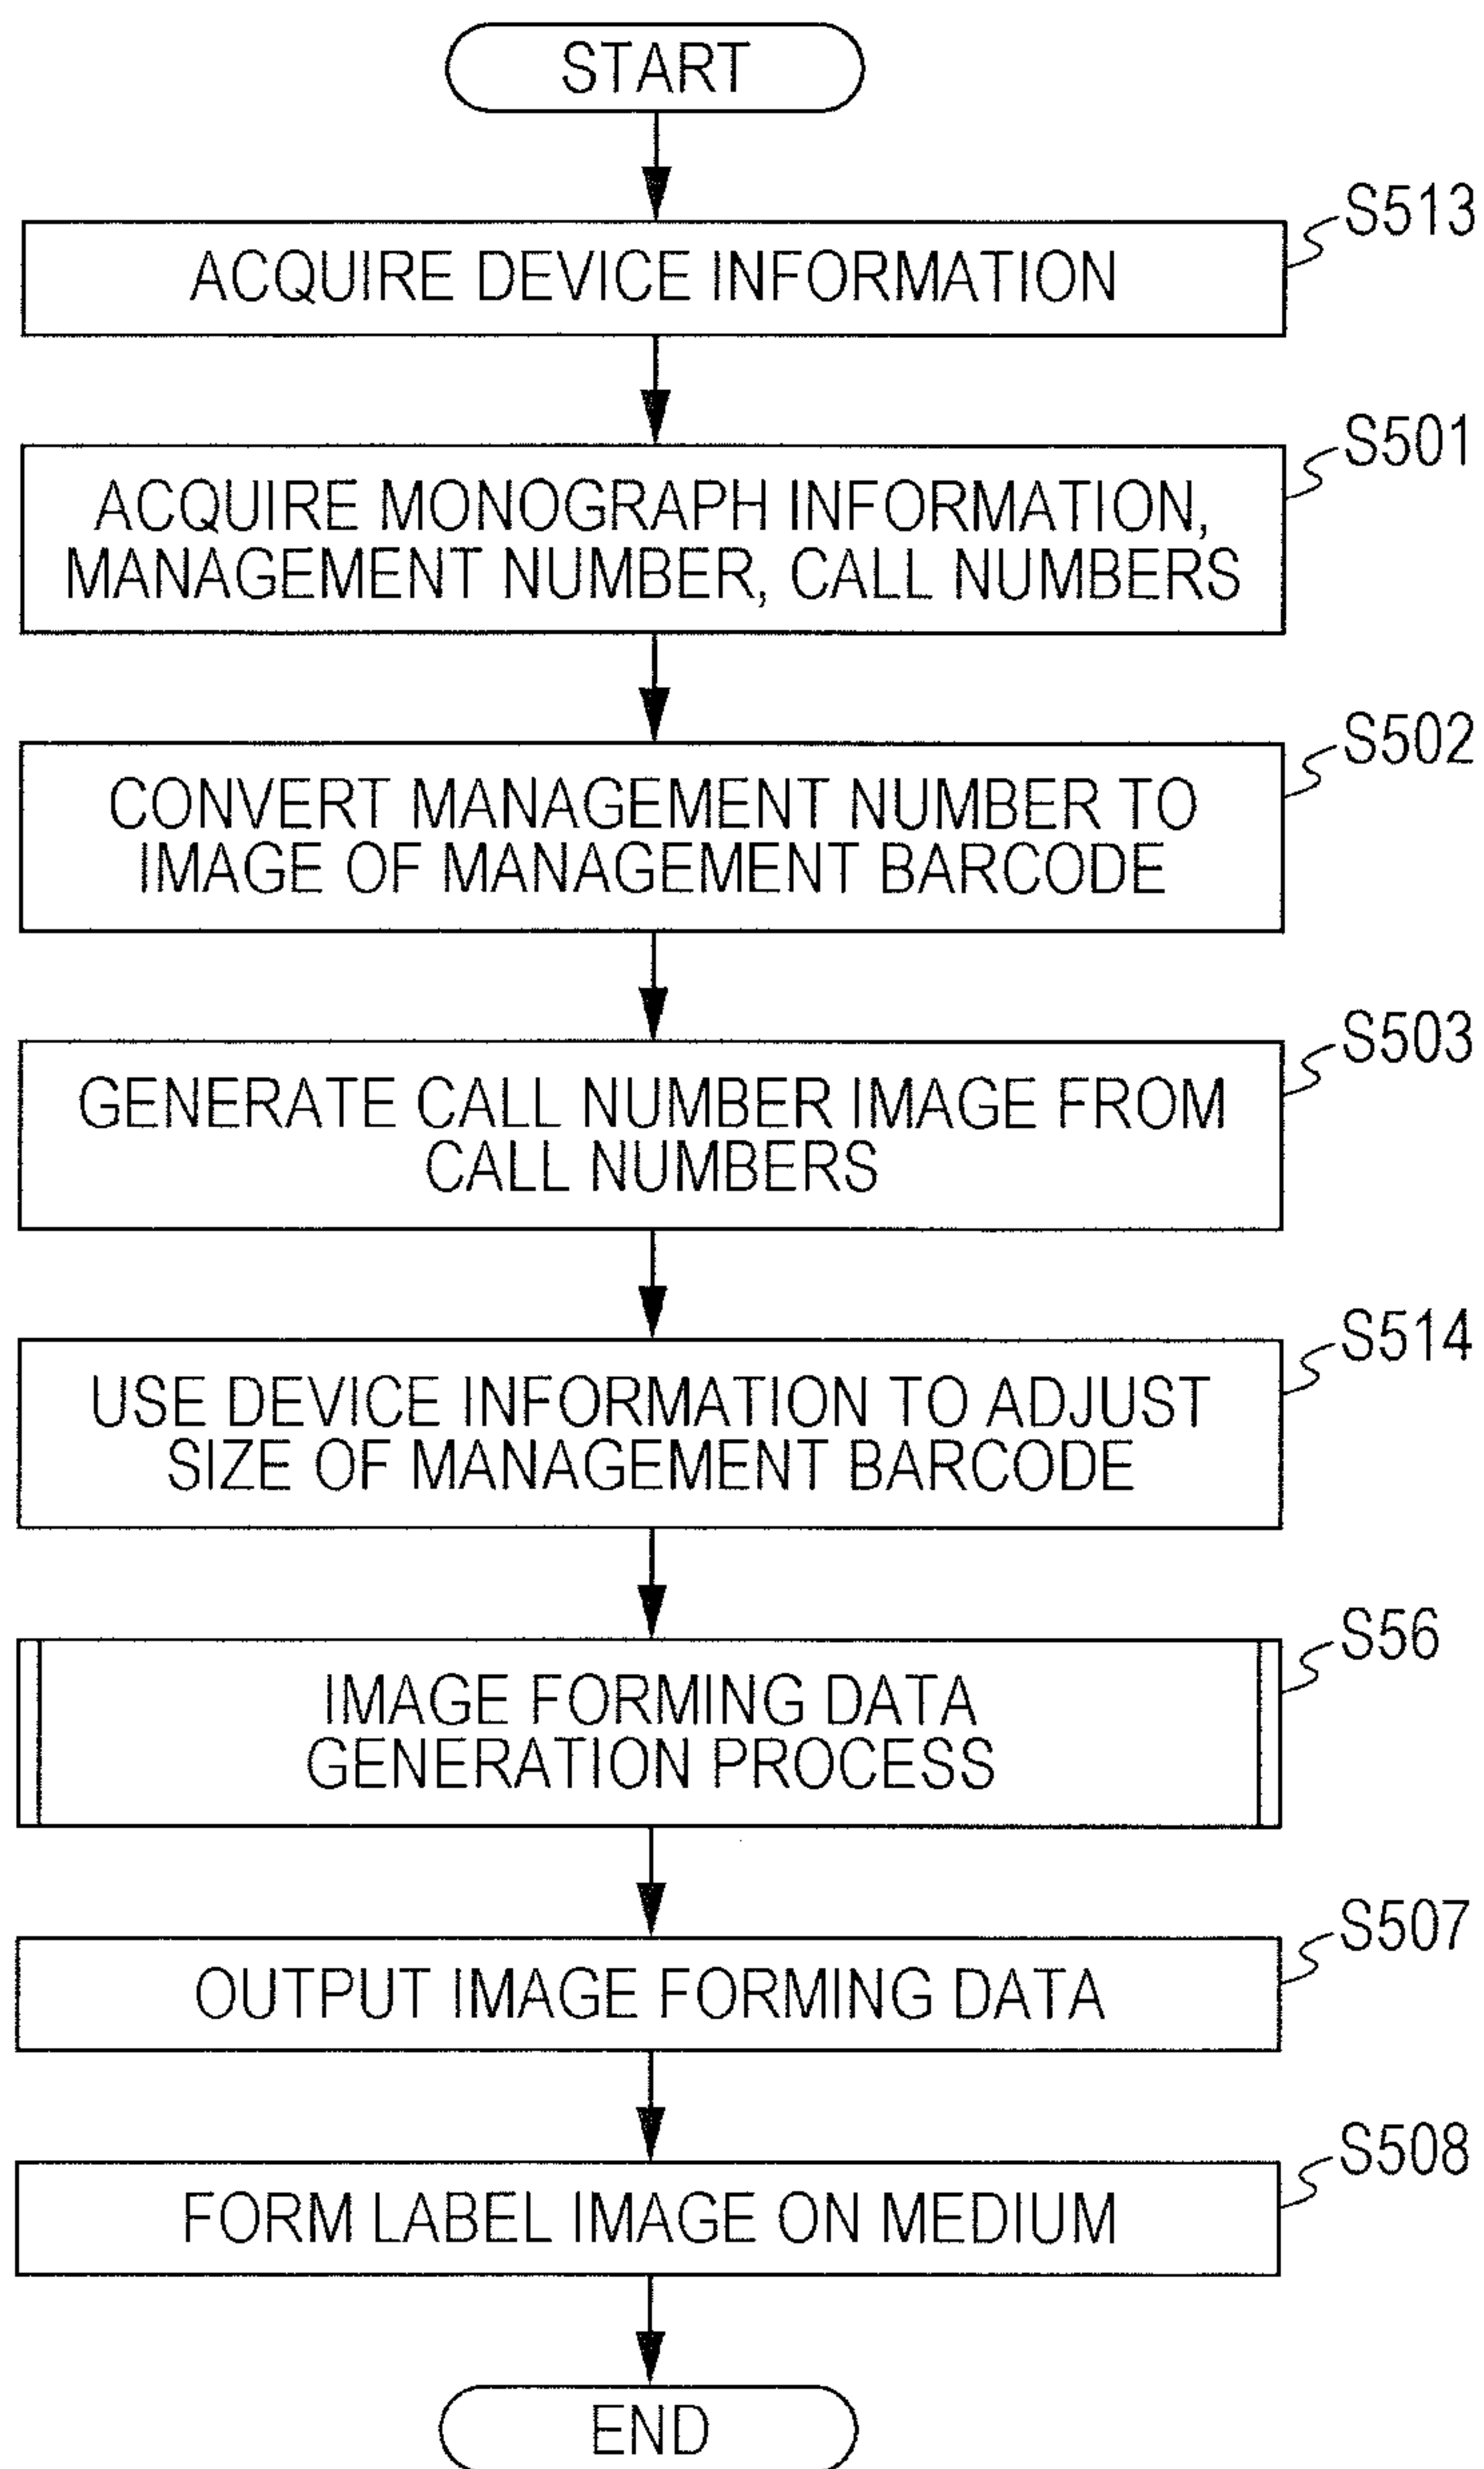 START
S513
ACQUIRE DEVICE INFORMATION
S501
ACQUIRE MONOGRAPH INFORMATION,
MANAGEMENT NUMBER, CALL NUMBERS
S502
CONVERT MANAGEMENT NUMBER TO
IMAGE OF MANAGEMENT BARCODE
S503
GENERATE CALL NUMBER IMAGE FROM
CALL NUMBERS
S514
USE DEVICE INFORMATION TO ADJUST
SIZE OF MANAGEMENT BARCODE
S56
IMAGE FORMING DATA
GENERATION PROCESS
S507
OUTPUT IMAGE FORMING DATA
S508
FORM LABEL IMAGE ON MEDIUM
END